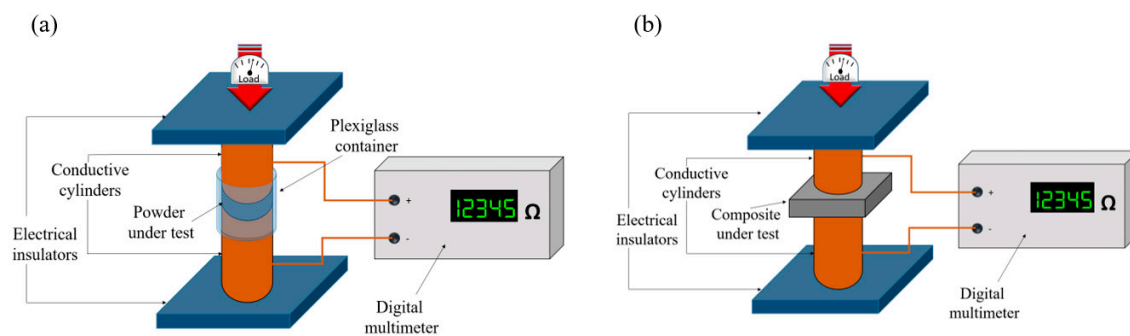 (a)
Load
Plexiglass
container
Conductive
cylinders
Powder
under test
Electrical
insulators
+
12345 Ω
-
Digital
multimeter
(b)
Load
Conductive
cylinders
Composite
under test
Electrical
insulators
+
12345 Ω
-
Digital
multimeter